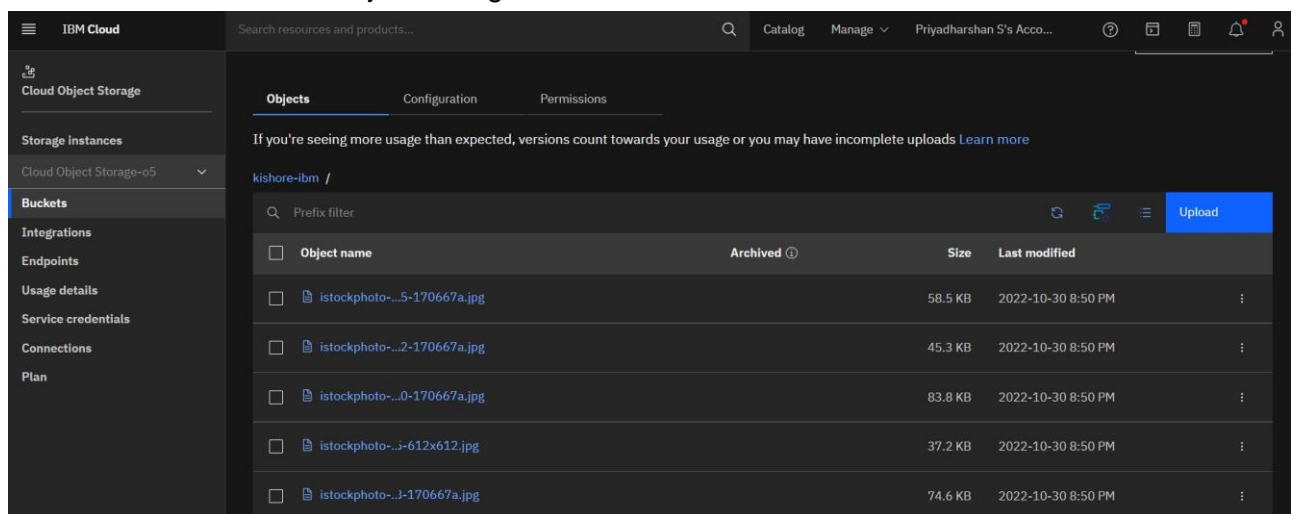 IBM Cloud
Search resources and products...
Catalog
Manage
Priyadharshan S's Acco...
Cloud Object Storage
Storage instances
Cloud Object Storage-o5
Buckets
Integrations
Endpoints
Usage details
Service credentials
Connections
Plan
Objects
Configuration
Permissions
If you're seeing more usage than expected, versions count towards your usage or you may have incomplete uploads Learn more
kishore-ibm /
Prefix filter
Upload
Object name
Archived
Size
Last modified
istockphoto-...5-170667a.jpg 58.5 KB 2022-10-30 8:50 PM
istockphoto-...2-170667a.jpg 45.3 KB 2022-10-30 8:50 PM
istockphoto-...0-170667a.jpg 83.8 KB 2022-10-30 8:50 PM
37.2 KB 2022-10-30 8:50 PM
74.6 KB 2022-10-30 8:50 PM